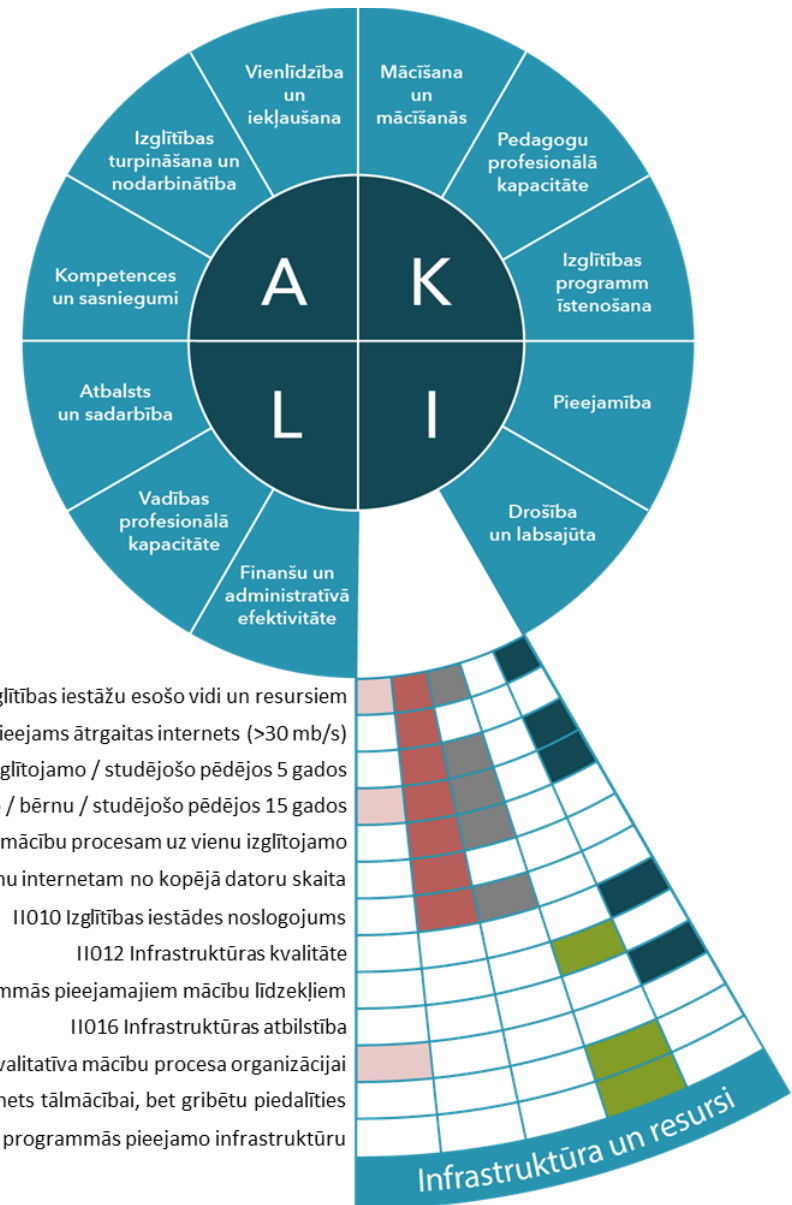 Vienlīdzība
un
iekļaušana
Mācīšana
un
mācīšanās
Izglītības
turpināšana un
nodarbinātība
Pedagogu
profesionālā
kapacitāte
Kompetences
un sasniegumi
Izglītības
programm
īstenošana
A
K
L
I
Atbalsts
un sadarbība
Pieejamība
Vadības
profesionālā
kapacitāte
Drošība
un labsajūta
Finanšu un
administratīvā
efektivitāte
glītības iestāžu esošo vidi un resursiem
ieejams ātrgaitas internets (>30 mb/s)
glītojamo / studējošo pēdējos 5 gados
/ bērnu / studējošo pēdējos 15 gados
mācību procesam uz vienu izglītojamo
nu internetam no kopējā datoru skaita
II010 Izglītības iestādes noslogojums
II012 Infrastruktūras kvalitāte
mmās pieejamajiem mācību līdzekļiem
II016 Infrastruktūras atbilstība
valitatīva mācību procesa organizācijai
nets tālmācībai, bet gribētu piedalīties
programmās pieejamo infrastruktūru
Infrastruktūra un resursi